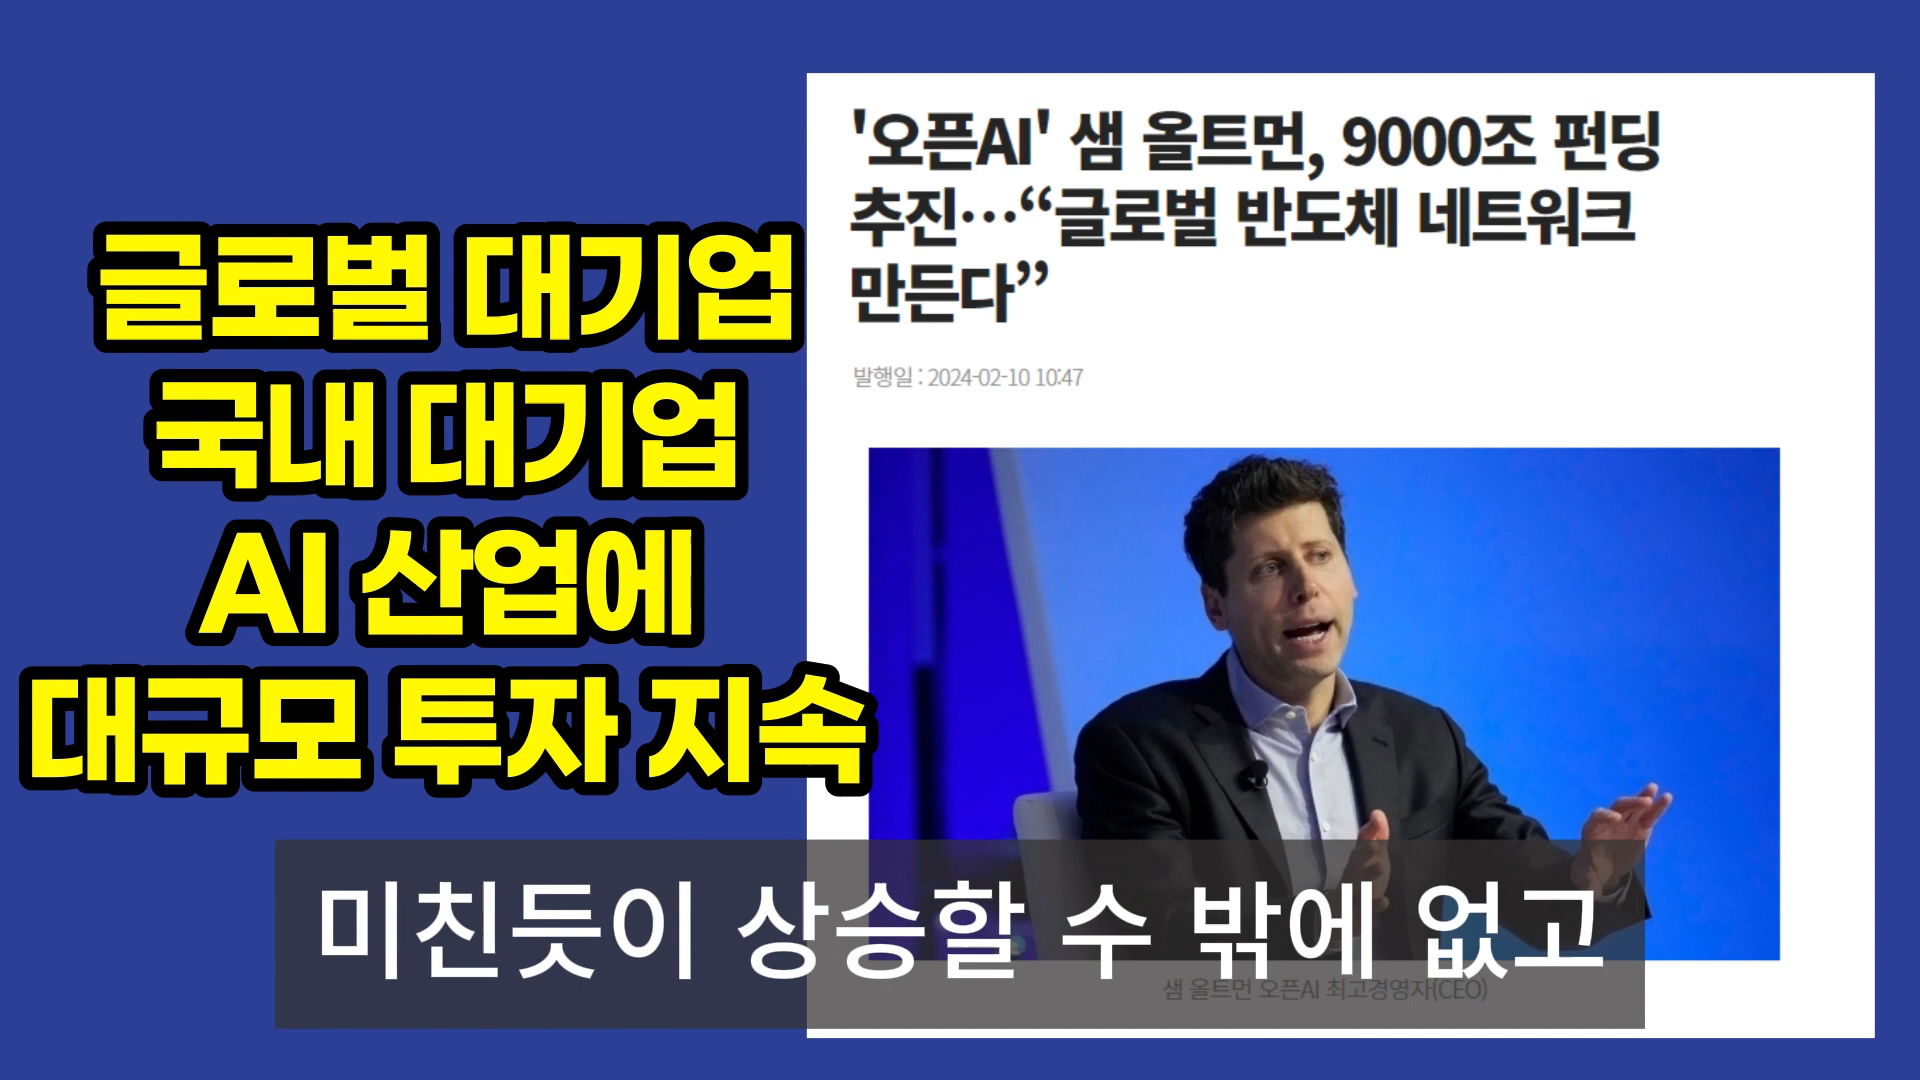 글로벌 대기업
국내 대기업
AI 산업에
대규모 투자 지속
'오픈AI' 샘 올트먼, 9000조 펀딩
추진…“글로벌 반도체 네트워크
만든다”
발행일 : 2024-02-10 10:47
샘 올트먼 오픈AI 최고경영자(CEO)
미친듯이 상승할 수 밖에 없고